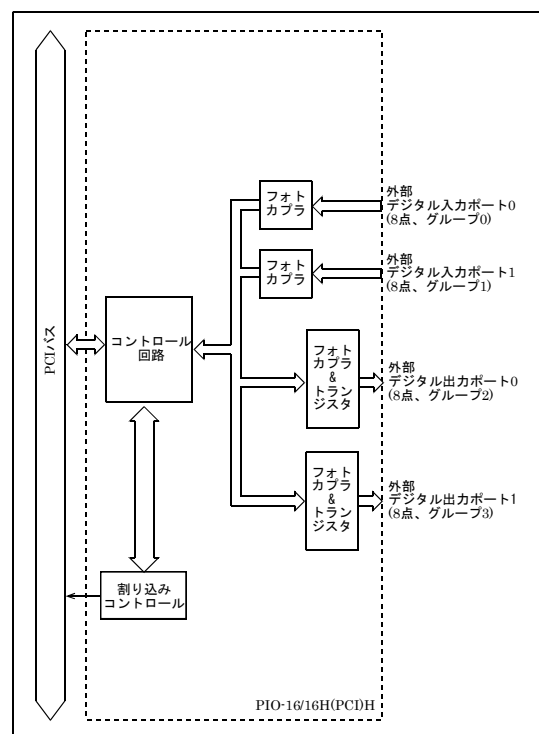 フォト
カプラ
外部
デジタル入力ポート0
(8点、グループ0)
フォト
カプラ
外部
デジタル入力ポート1
(8点、グループ1)
PCIバス
コントロール
回路
フォト
カプラ
&
トラン
ジスタ
外部
デジタル出力ポート0
(8点、グループ2)
フォト
カプラ
&
トラン
ジスタ
外部
デジタル出力ポート1
(8点、グループ3)
割り込み
コントロール
PIO-16/16H(PCI)H